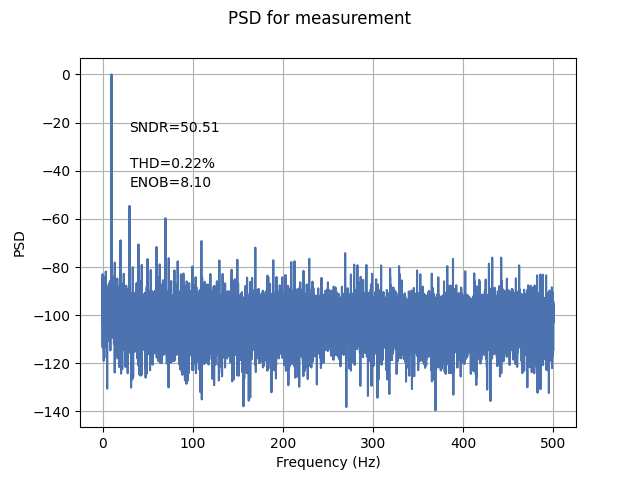 PSD for measurement
0
−20
−40
−60
−80
−100
−120
−140
PSD
SNDR=50.51
THD=0.22%
ENOB=8.10
0 100 200 300 400 500
Frequency (Hz)